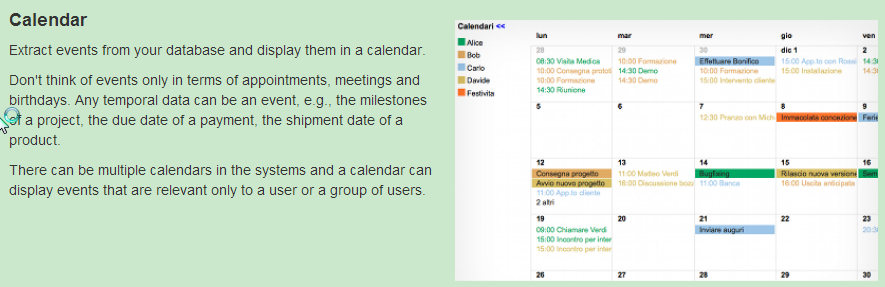 Calendar
Extract events from your database and display them in a calendar.
Don't think of events only in terms of appointments, meetings and
birthdays. Any temporal data can be an event, e.g., the milestones
of a project, the due date of a payment, the shipment date of a
product.
There can be multiple calendars in the systems and a calendar can
display events that are relevant only to a user or a group of users.
Calendari <<
Alice
Bob
Carlo
Davide
Festivita
lun mar mer gio ven
28 29 30 dic 1 2
08:30 Visita Medica 10:00 Formazione Effettuare Bonifico 15:00 App.to con Rossi 14:3
10:00 Consegna prototi 14:30 Demo 10:00 Formazione 15:00 Installazione 14:3
10:00 Formazione 14:30 Demo 15:00 Intervento cliente
14:30 Riunione
5 6 7 8 9
12:30 Pranzo con Mich Immacolata concezione Ferie
12 13 14 15 16
Consegna progetto 11:00 Matteo Verdi Bugfixing Rilascio nuova versione Sem
Avvio nuovo progetto 16:00 Discussione bozz 11:00 Banca 16:00 Uscita anticipata
11:00 App.to cliente
2 altri
19 20 21 22 23
09:00 Chiamare Verdi Inviare auguri 20:3
15:00 Incontro per inter
15:00 Incontro per inter
26 27 28 29 30